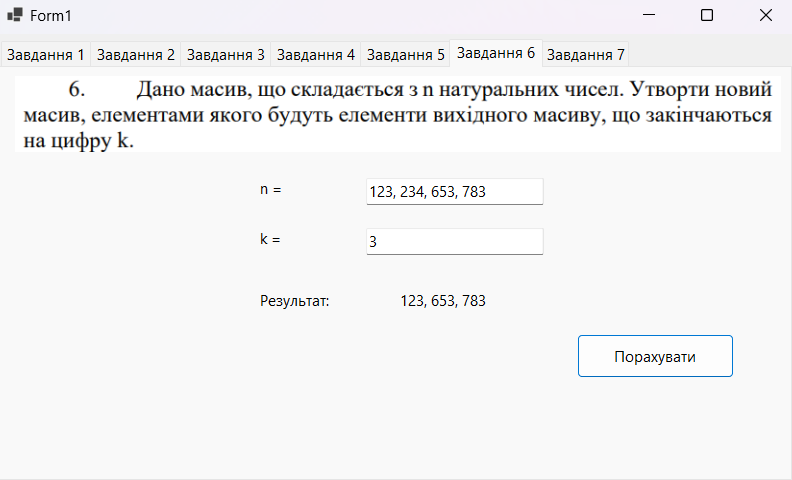 Form1
Завдання 1 Завдання 2 Завдання 3 Завдання 4 Завдання 5 Завдання 6 Завдання 7
6. Дано масив, що складається з n натуральних чисел. Утворти новий
масив, елементами якого будуть елементи вихідного масиву, що закінчаються
на цифру k.
n = 123, 234, 653, 783
k = 3
Результат: 123, 653, 783
Порахувати